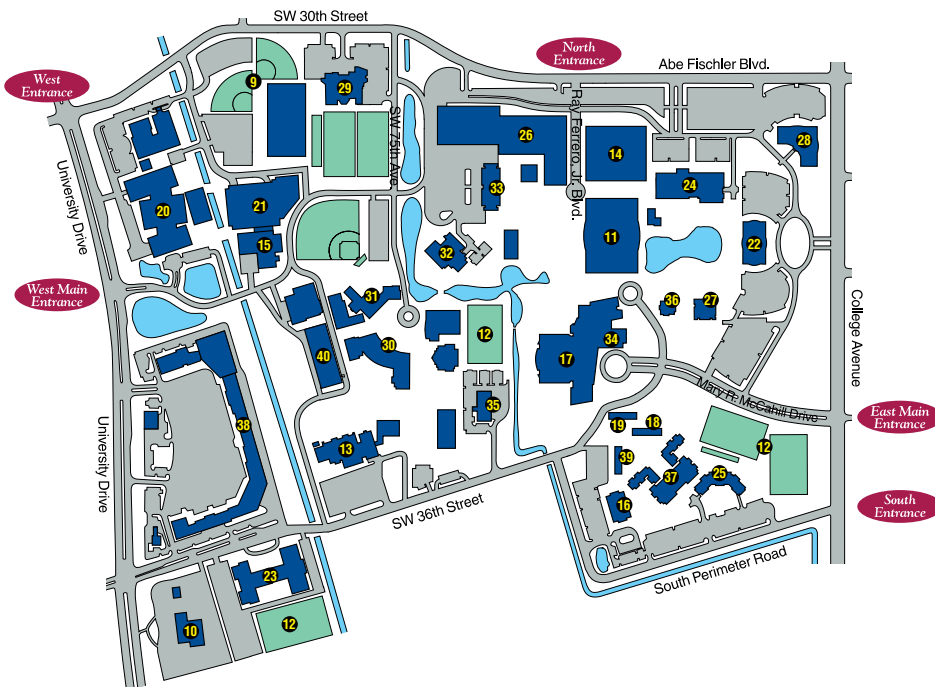 SW 30th Street
North
Entrance
Abe Fischler Blvd.
West
Entrance
9
29
SW 75th Ave.
Ray Ferrero, Jr. Blvd.
26
14
28
33
24
University Drive
20
21
15
11
22
32
West Main
Entrance
31
36
27
College Avenue
12
30
34
40
17
Mary R. McCahill Drive
35
East Main
Entrance
19
18
University Drive
38
12
13
39
25
37
SW 36th Street
16
South
Entrance
South Perimeter Road
23
12
10